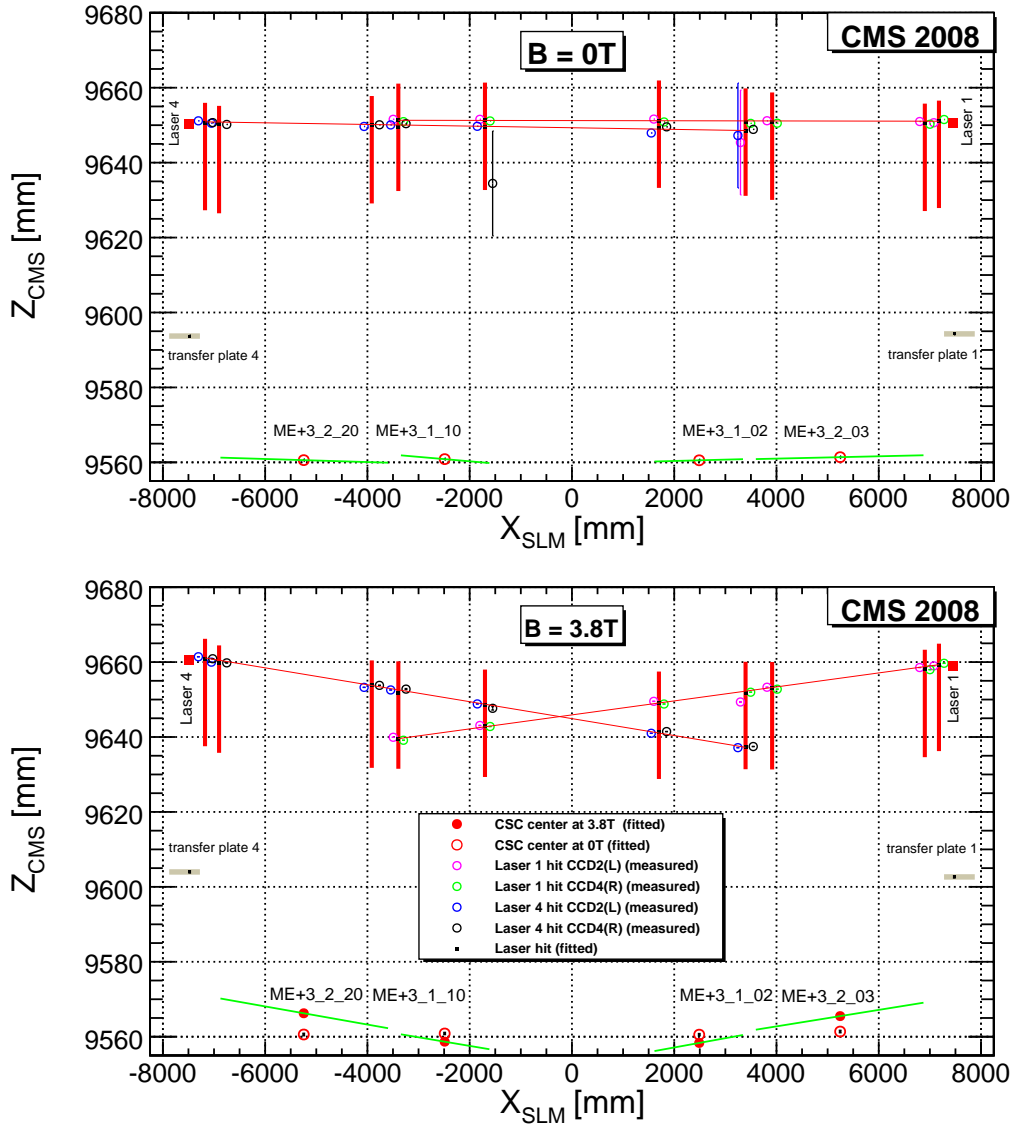 9680
B = 0T
CMS 2008
9660
Laser 4
Laser 1
9640
9620
9600
transfer plate 4
transfer plate 1
9580
ME+3_2_20
ME+3_1_10
ME+3_1_02
ME+3_2_03
9560
Z_CMS [mm]
-8000 -6000 -4000 -2000 0 2000 4000 6000 8000
X_SLM [mm]
9680
B = 3.8T
CMS 2008
9660
Laser 4
Laser 1
9640
9620
CSC center at 3.8T (fitted)
CSC center at 0T (fitted)
Laser 1 hit CCD2(L) (measured)
Laser 1 hit CCD4(R) (measured)
Laser 4 hit CCD2(L) (measured)
Laser 4 hit CCD4(R) (measured)
Laser hit (fitted)
transfer plate 4
transfer plate 1
9600
9580
ME+3_2_20
ME+3_1_10
ME+3_1_02
ME+3_2_03
9560
Z_CMS [mm]
-8000 -6000 -4000 -2000 0 2000 4000 6000 8000
X_SLM [mm]